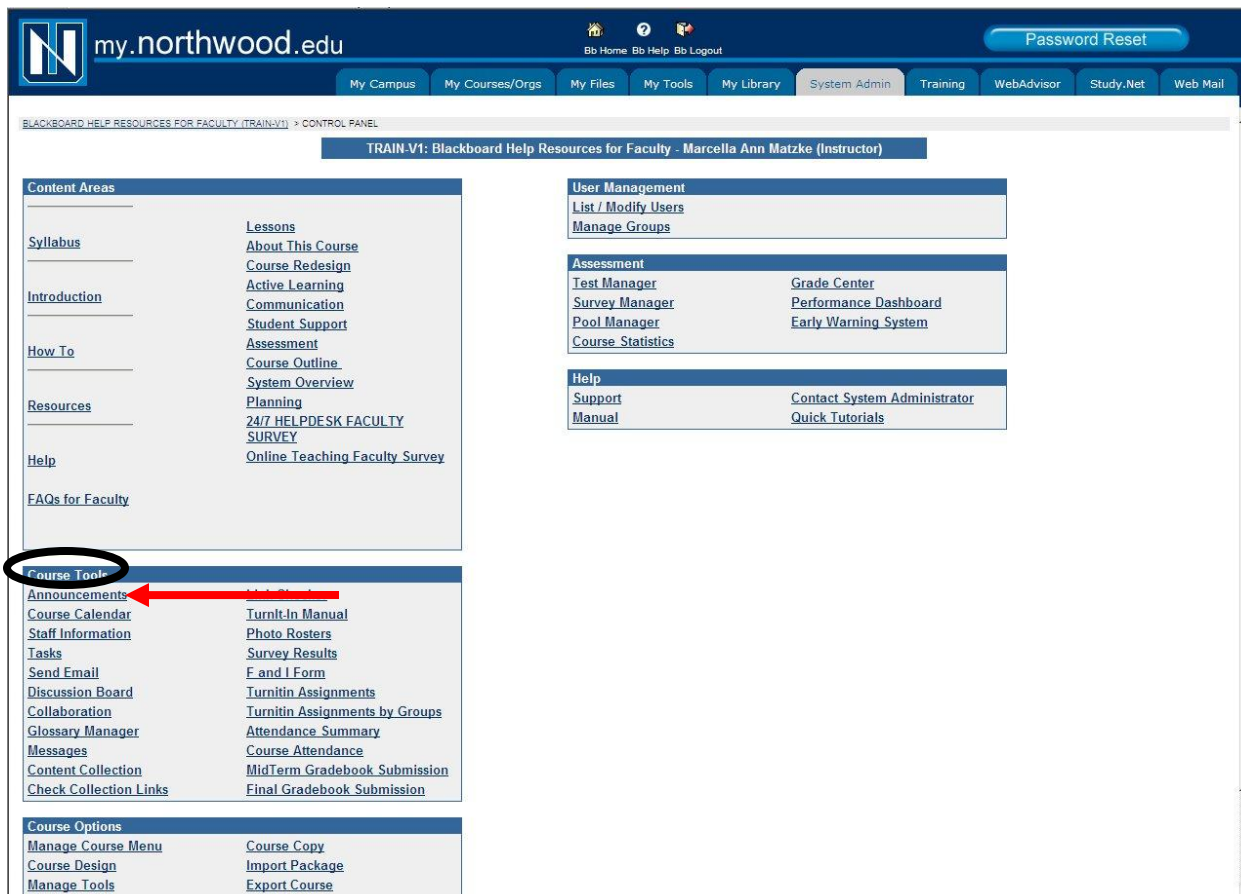 N my.northwood.edu
Bb Home Bb Help Bb Logout
Password Reset
My Campus My Courses/Orgs My Files My Tools My Library System Admin Training WebAdvisor Study.Net Web Mail
BLACKBOARD HELP RESOURCES FOR FACULTY (TRAIN-V1) > CONTROL PANEL
TRAIN-V1: Blackboard Help Resources for Faculty - Marcella Ann Matzke (Instructor)
Content Areas
Syllabus
Introduction
How To
Resources
Help
FAQs for Faculty
Lessons
About This Course
Course Redesign
Active Learning
Communication
Student Support
Assessment
Course Outline
System Overview
Planning
24/7 HELPDESK FACULTY
SURVEY
Online Teaching Faculty Survey
Course Tools
Announcements
Course Calendar
Staff Information
Tasks
Send Email
Discussion Board
Collaboration
Glossary Manager
Messages
Content Collection
Check Collection Links
TurnIt-In Manual
Photo Rosters
Survey Results
F and I Form
Turnitin Assignments
Turnitin Assignments by Groups
Attendance Summary
Course Attendance
MidTerm Gradebook Submission
Final Gradebook Submission
Course Options
Manage Course Menu
Course Design
Manage Tools
Course Copy
Import Package
Export Course
User Management
List / Modify Users
Manage Groups
Assessment
Test Manager
Survey Manager
Pool Manager
Course Statistics
Grade Center
Performance Dashboard
Early Warning System
Help
Support
Manual
Contact System Administrator
Quick Tutorials